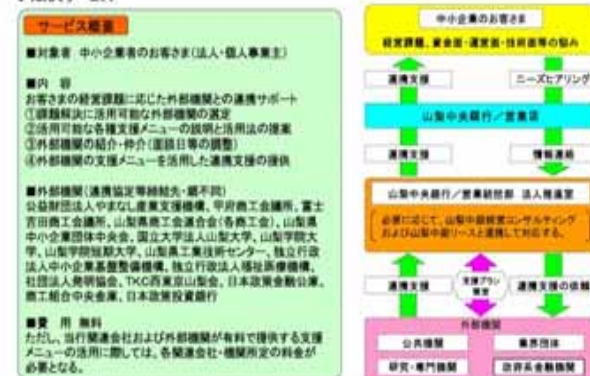 サービス概要
■対象者 中小企業者のお客さま(法人・個人事業主)
■内 容
お客さまの経営課題に応じた外部機関との連携サポート
①課題解決に活用可能な外部機関の選定
②活用可能な各種支援メニューの説明と活用法の提案
③外部機関の紹介・仲介(面談日等の調整)
④外部機関の支援メニューを活用した連携支援の提供
■外部機関(連携協定等締結先・順不同)
公益財団法人やまなし産業支援機構、甲府商工会議所、富士
吉田商工会議所、山梨県商工会連合会(各商工会)、山梨県
中小企業団体中央会、国立大学法人山梨大学、山梨学院大
学、山梨学院短期大学、山梨県工業技術センター、独立行政
法人中小企業基盤整備機構、独立行政法人福祉医療機構、
社団法人発明協会、TKC西東京山梨会、日本政策金融公庫、
商工組合中央金庫、日本政策投資銀行
■費 用 無料
ただし、当行関連会社および外部機関が有料で提供する支援
メニューの活用に際しては、各関連会社・機関所定の料金が
必要となる。
中小企業のお客さま
経営課題、資金面・運営面・技術面等の悩み
連携支援
ニーズヒアリング
山梨中央銀行/営業店
連携支援
情報連絡
山梨中央銀行/営業統括部 法人推進室
必要に応じて、山梨中銀経営コンサルティング
および山梨中銀リースと連携して対応する。
連携支援
支援プラン
連携支援の依頼
外部機関
公共機関
業界団体
研究・専門機関
政府系金融機関